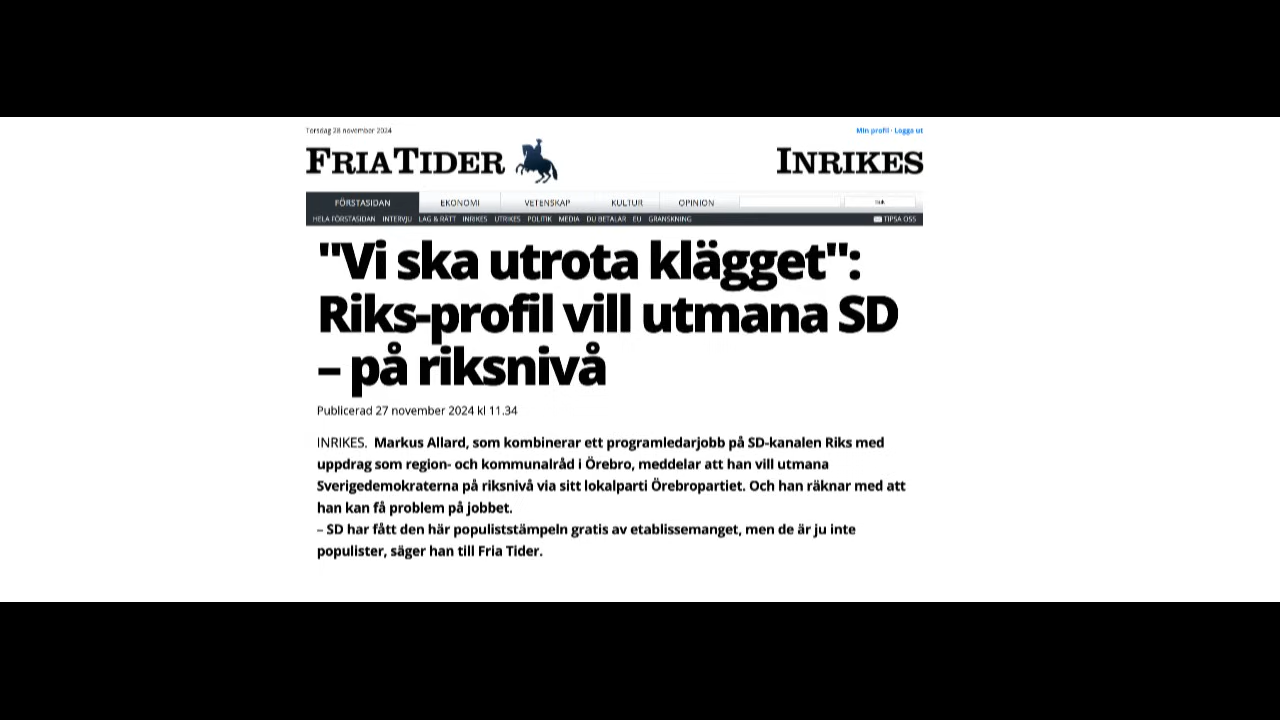 Torsdag 28 november 2024
Min profil · Logga ut
FRIATIDER
INRIKES
FÖRSTASIDAN EKONOMI VETENSKAP KULTUR OPINION Sök
HELA FÖRSTASIDAN INTERVJU LAG & RÄTT INRIKES UTRIKES POLITIK MEDIA DU BETALAR EU GRANSKNING TIPSA OSS
"Vi ska utrota klägget":
Riks-profil vill utmana SD
– på riksnivå
Publicerad 27 november 2024 kl 11.34
INRIKES. Markus Allard, som kombinerar ett programledarjobb på SD-kanalen Riks med
uppdrag som region- och kommunalråd i Örebro, meddelar att han vill utmana
Sverigedemokraterna på riksnivå via sitt lokalparti Örebropartiet. Och han räknar med att
han kan få problem på jobbet.
– SD har fått den här populiststämpeln gratis av etablissemanget, men de är ju inte
populister, säger han till Fria Tider.